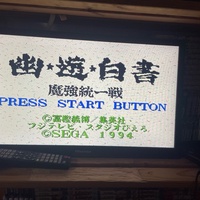 幽★遊★白書
魔強統一戦
PRESS START BUTTON
©冨樫義博／集英社・
フジテレビ・スタジオぴえろ
©SEGA 1994